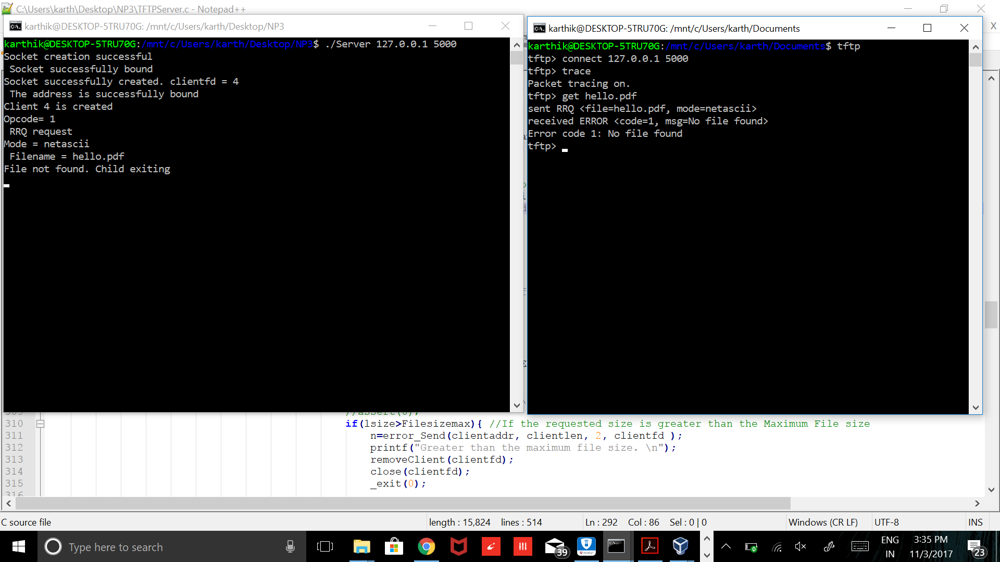 C:\Users\karth\Desktop\NP3\TFTPServer.c - Notepad++
karthik@DESKTOP-5TRU70G: /mnt/c/Users/karth/Desktop/NP3
karthik@DESKTOP-5TRU70G:/mnt/c/Users/karth/Desktop/NP3$ ./Server 127.0.0.1 5000
Socket creation successful
Socket successfully bound
Socket successfully created. clientfd = 4
The address is successfully bound
Client 4 is created
Opcode= 1
RRQ request
Mode = netascii
Filename = hello.pdf
File not found. Child exiting
karthik@DESKTOP-5TRU70G: /mnt/c/Users/karth/Documents
X
karthik@DESKTOP-5TRU70G:/mnt/c/Users/karth/Documents$ tftp
tftp> connect 127.0.0.1 5000
tftp> trace
Packet tracing on.
tftp> get hello.pdf
sent RRQ <file=hello.pdf, mode=netascii>
received ERROR <code=1, msg=No file found>
Error code 1: No file found
tftp>
309 //assert(0);
310 if(lsize>Filesizemax){ //If the requested size is greater than the Maximum File size
311 n=error_Send(clientaddr, clientlen, 2, clientfd );
312 printf("Greater than the maximum file size. \n");
313 removeClient(clientfd);
314 close(clientfd);
315 _exit(0);
316
C source file length : 15,824 lines : 514 Ln : 292 Col : 86 Sel : 0 | 0 Windows (CR LF) UTF-8 INS
Type here to search
39
ENG
IN
3:35 PM
11/3/2017
23